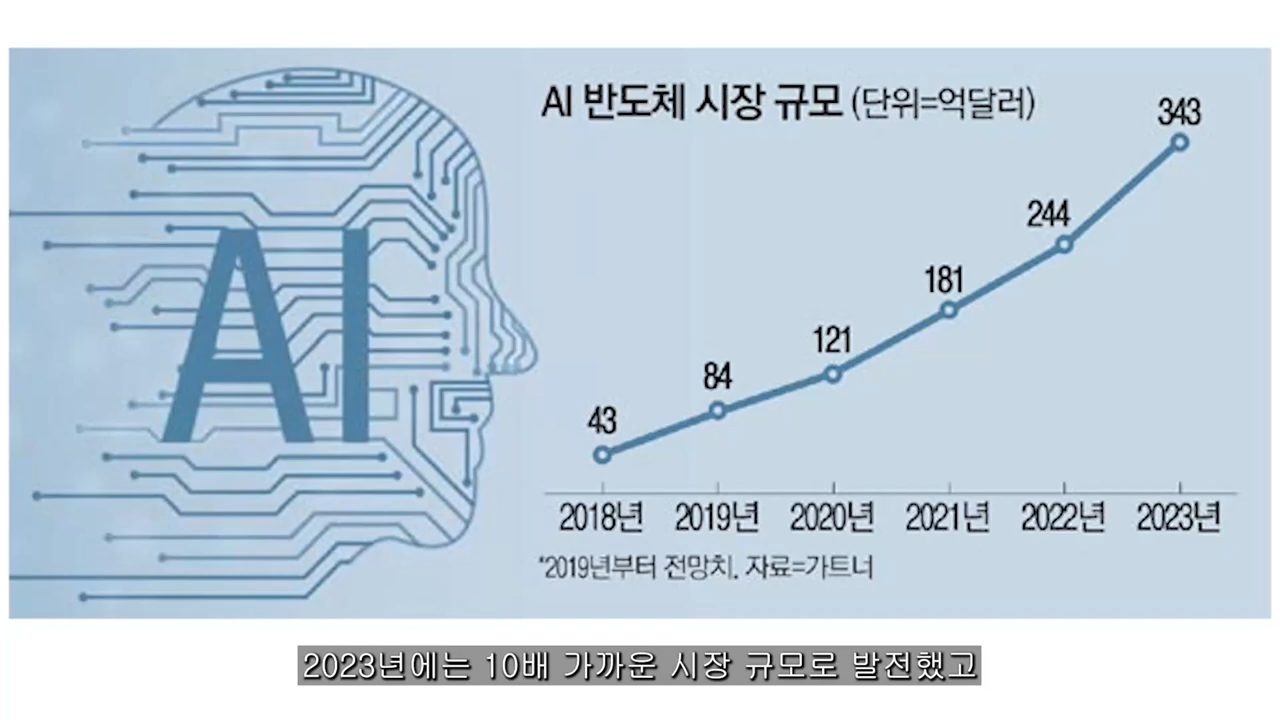 AI
AI 반도체 시장 규모 (단위=억달러)
43
84
121
181
244
343
2018년 2019년 2020년 2021년 2022년 2023년
*2019년부터 전망치. 자료=가트너
2023년에는 10배 가까운 시장 규모로 발전했고